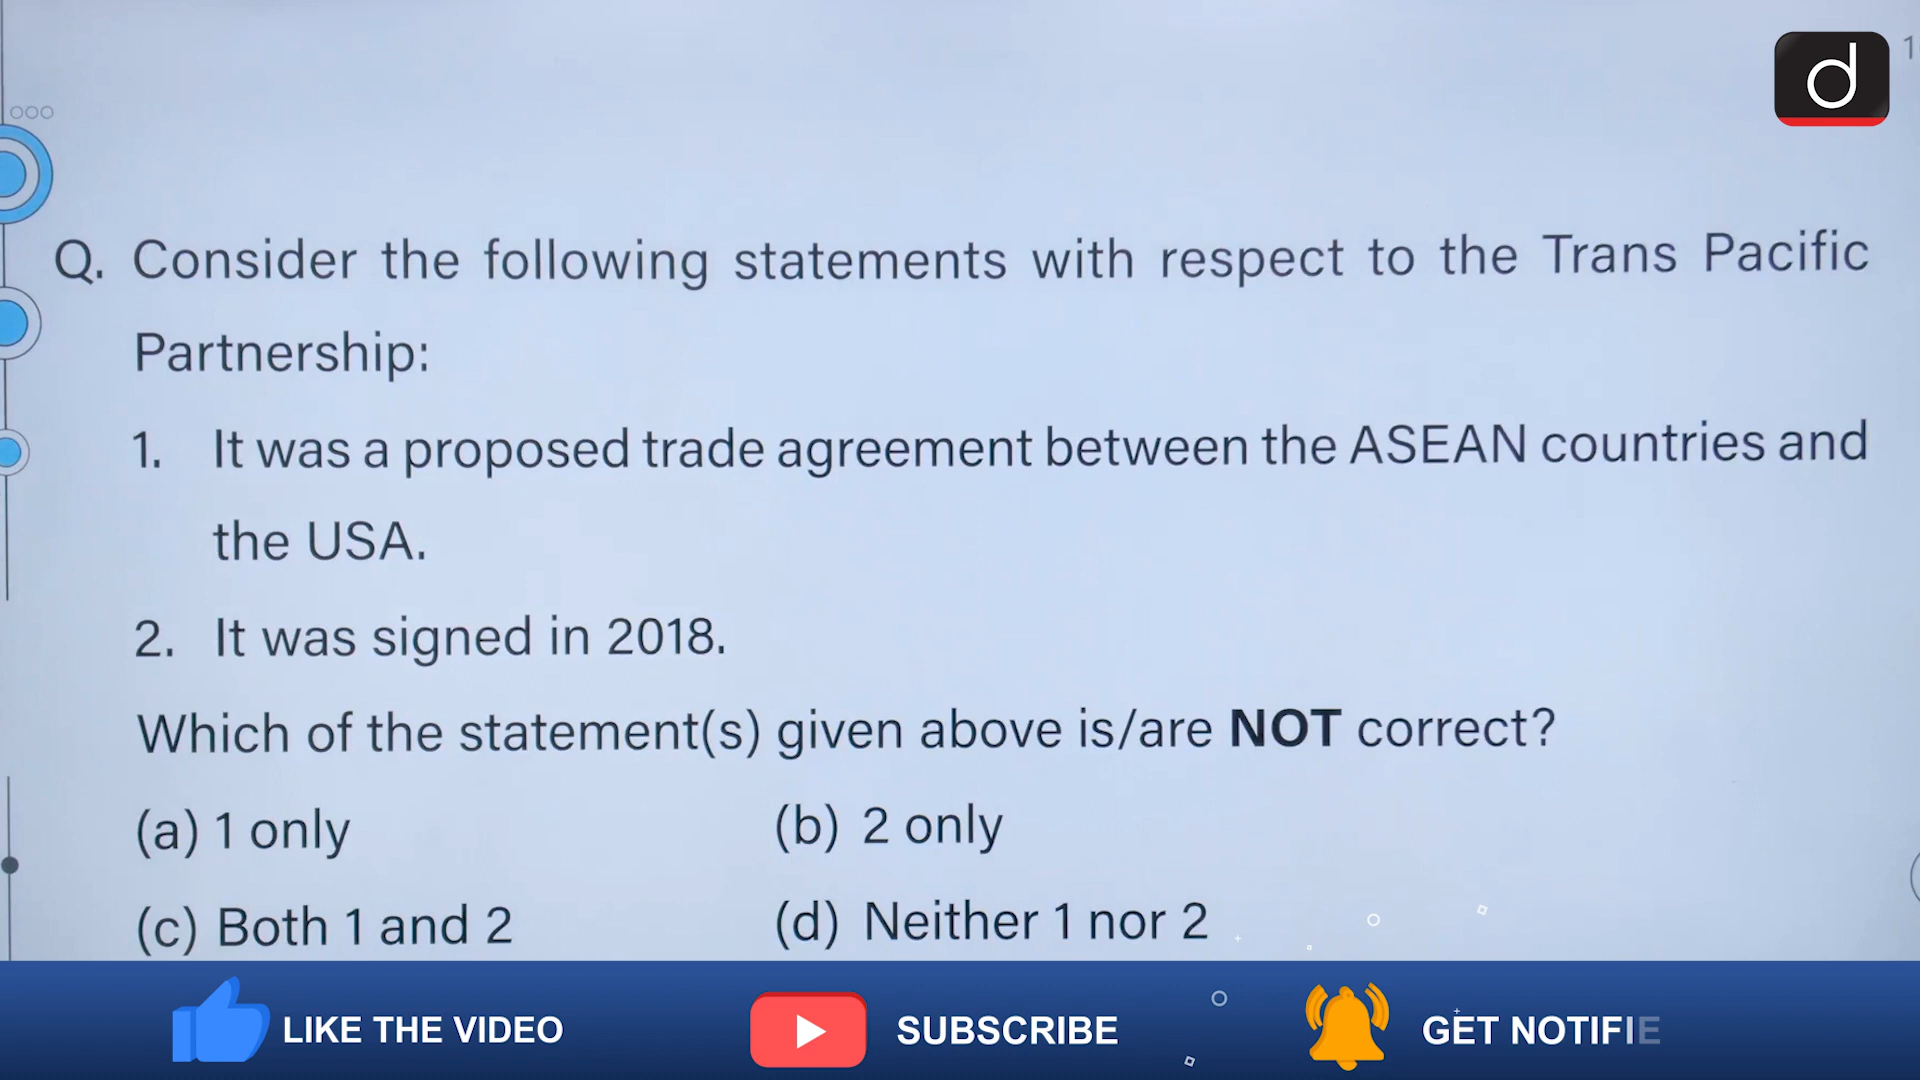 d
1
Q. Consider the following statements with respect to the Trans Pacific
Partnership:
1. It was a proposed trade agreement between the ASEAN countries and
the USA.
2. It was signed in 2018.
Which of the statement(s) given above is/are NOT correct?
(a) 1 only (b) 2 only
(c) Both 1 and 2 (d) Neither 1 nor 2
LIKE THE VIDEO SUBSCRIBE GET NOTIFIE